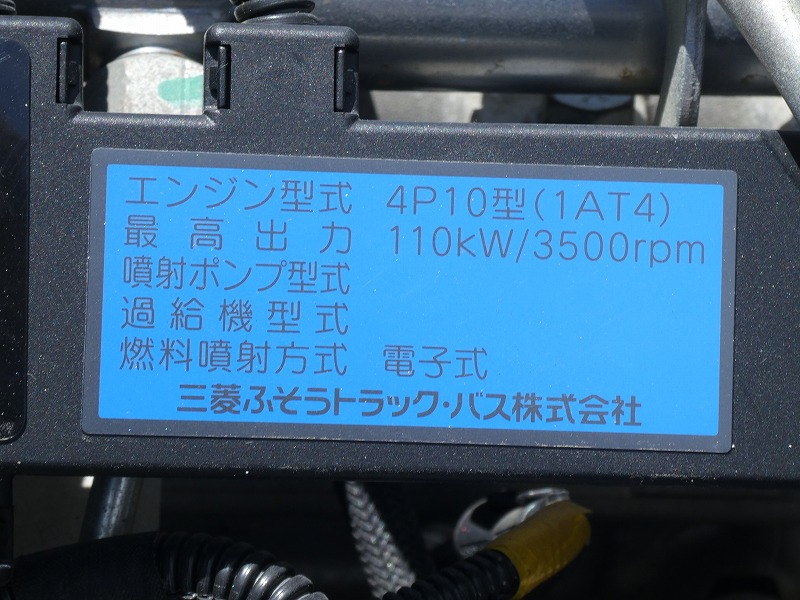 エンジン型式 4P10型(1AT4)
最高出力 110kW/3500rpm
噴射ポンプ型式
過給機型式
燃料噴射方式 電子式
三菱ふそうトラック・バス株式会社